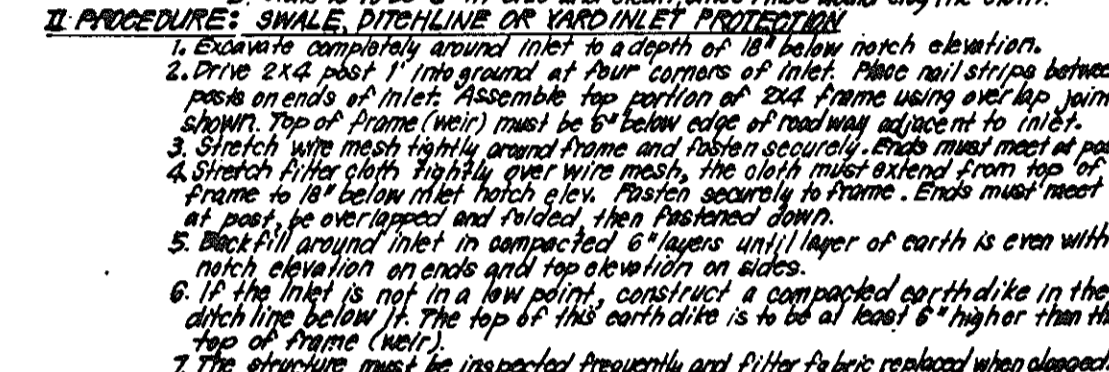 II PROCEDURE: SWALE, DITCHLINE OR YARD INLET PROTECTION
1. Excavate completely around inlet to a depth of 18" below notch elevation.
2. Drive 2x4 post 1' into ground at four corners of inlet. Place nail strips between
posts on ends of inlet. Assemble top portion of 2x4 frame using overlap
shown. Top of frame (weir) must be 6" below edge of roadway adjacent to inlet.
3. Stretch wire mesh tightly around frame and fasten securely. Ends must meet at
4. Stretch filter cloth tightly over wire mesh, the cloth must extend from top of
frame to 18" below inlet notch elev. Fasten securely to frame. Ends must meet
at post, be overlapped and folded, then fastened down.
5. Backfill around inlet in compacted 6" layers until layer of earth is even with
notch elevation on ends and top elevation on sides.
6. If the inlet is not in a low point, construct a compacted earth dike in the
ditch line below it. The top of this earth dike is to be at least 6" higher than
top of frame (weir).
7. The structure must be inspected frequently and filter fabric replaced when clogged.